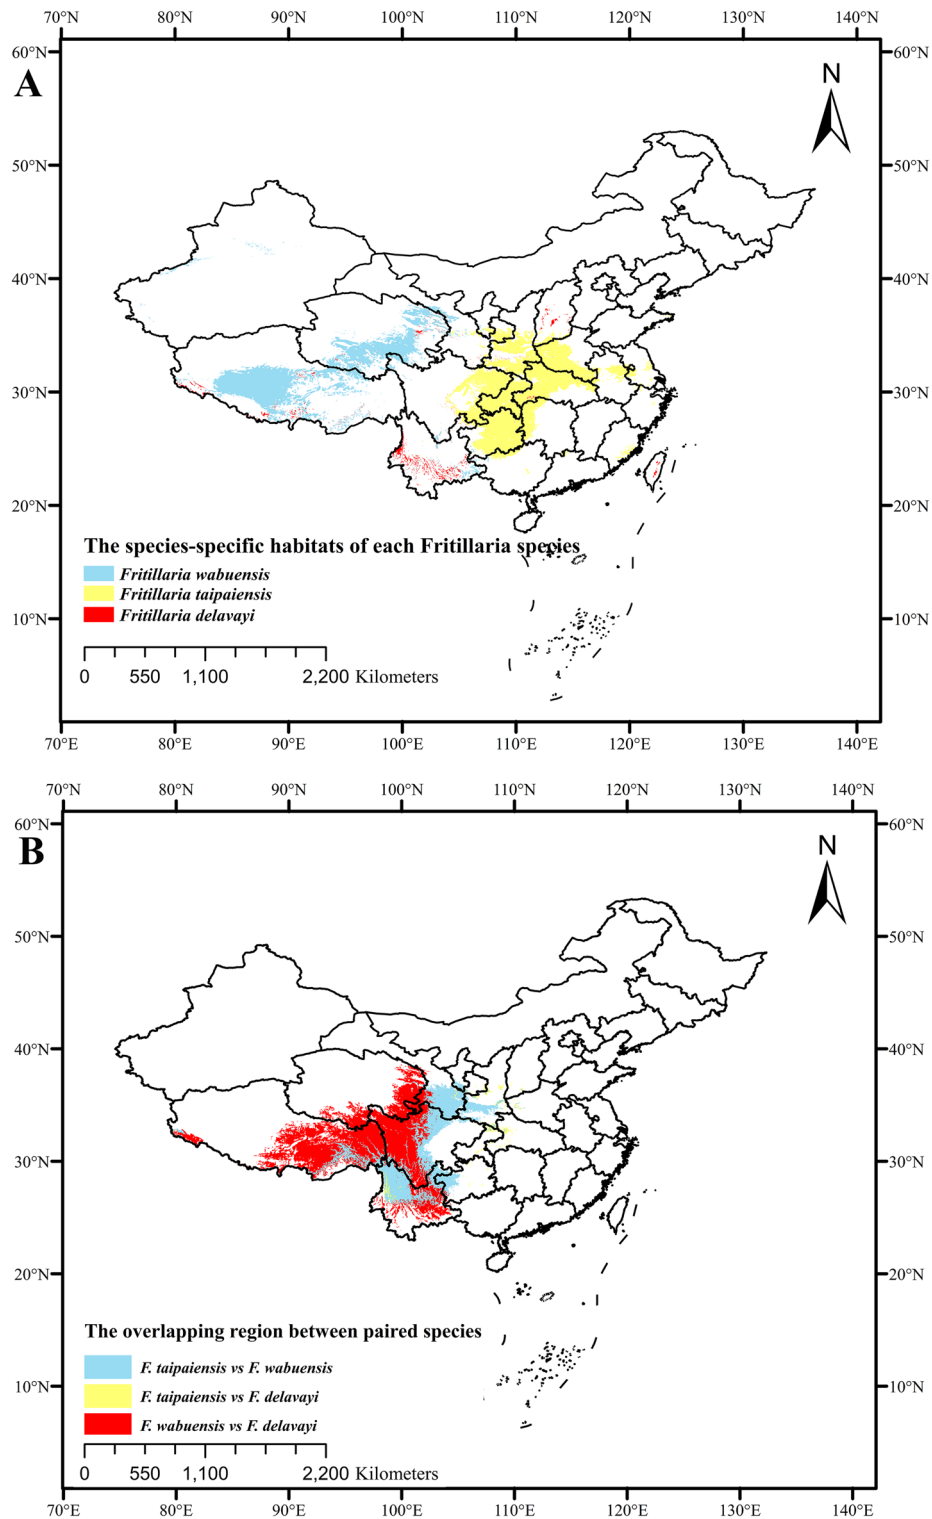 70°N 80°N 90°N 100°N 110°N 120°N 130°N 140°N
60°N 60°N
A
N
50°N 50°N
40°N 40°N
30°N 30°N
20°N 20°N
The species-specific habitats of each Fritillaria species
Fritillaria wabuensis
Fritillaria taipaiensis
10°N 10°N
Fritillaria delavayi
0 550 1,100 2,200 Kilometers
70°E 80°E 90°E 100°E 110°E 120°E 130°E 140°E
70°N 80°N 90°N 100°N 110°N 120°N 130°N 140°N
60°N 60°N
B
N
50°N 50°N
40°N 40°N
30°N 30°N
20°N 20°N
The overlapping region between paired species
F. taipaiensis vs F. wabuensis
10°N 10°N
F. taipaiensis vs F. delavayi
F. wabuensis vs F. delavayi
0 550 1,100 2,200 Kilometers
70°E 80°E 90°E 100°E 110°E 120°E 130°E 140°E